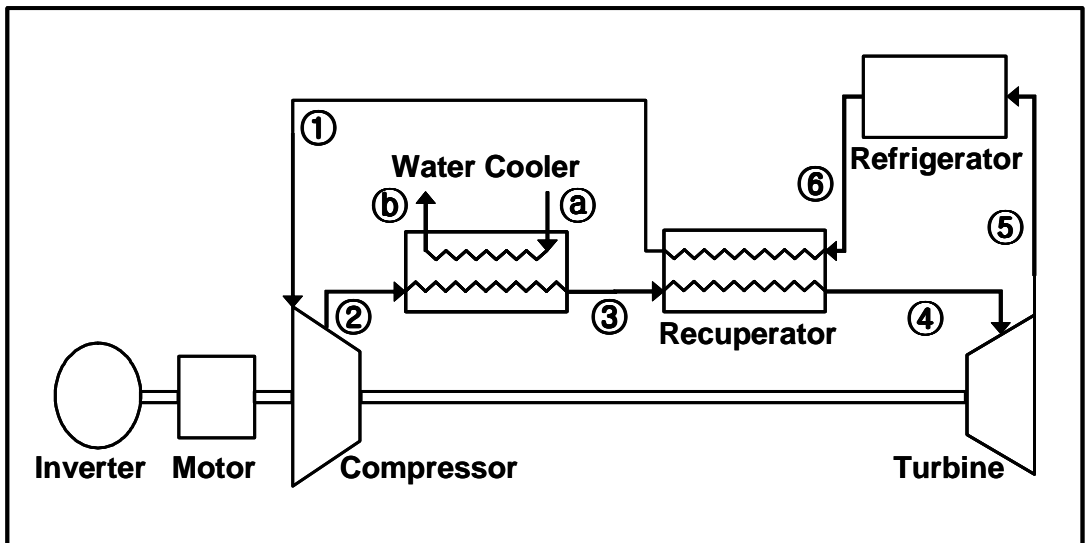 ①
Water Cooler
ⓑ
ⓐ
Refrigerator
⑥
⑤
②
③
Recuperator
④
Inverter
Motor
Compressor
Turbine